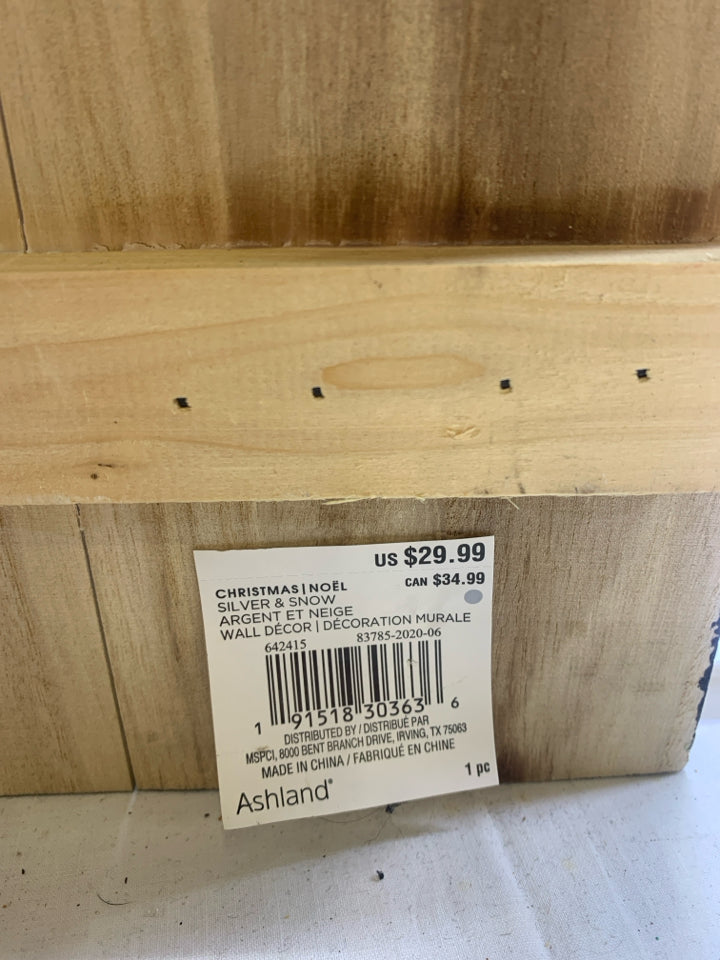 US $29.99
CAN $34.99
CHRISTMAS | NOËL
SILVER & SNOW
ARGENT ET NEIGE
WALL DÉCOR | DÉCORATION MURALE
642415 83785-2020-06
1 91518 30363 6
DISTRIBUTED BY / DISTRIBUÉ PAR
MSPCI, 8000 BENT BRANCH DRIVE, IRVING, TX 75063
MADE IN CHINA / FABRIQUÉ EN CHINE
1 pc
Ashland®